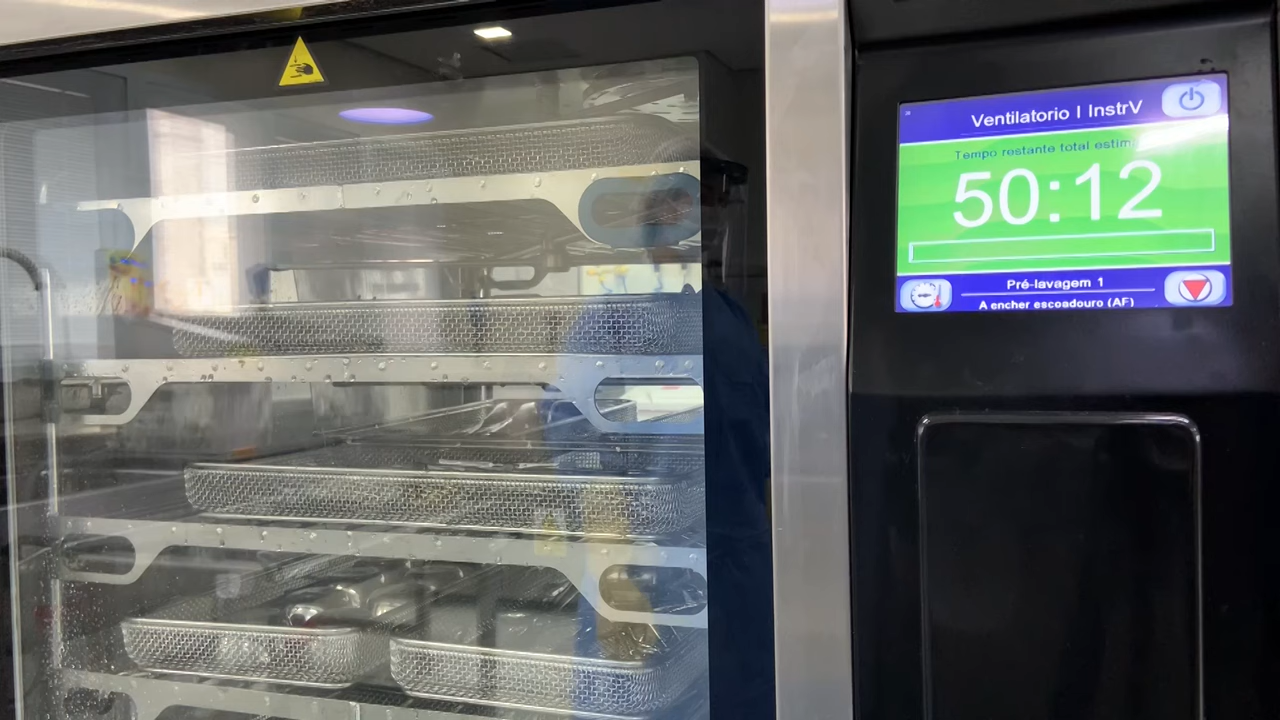 Ventilatorio I InstrV
Tempo restante total estim
50:12
Pré-lavagem 1
A encher escoadouro (AF)